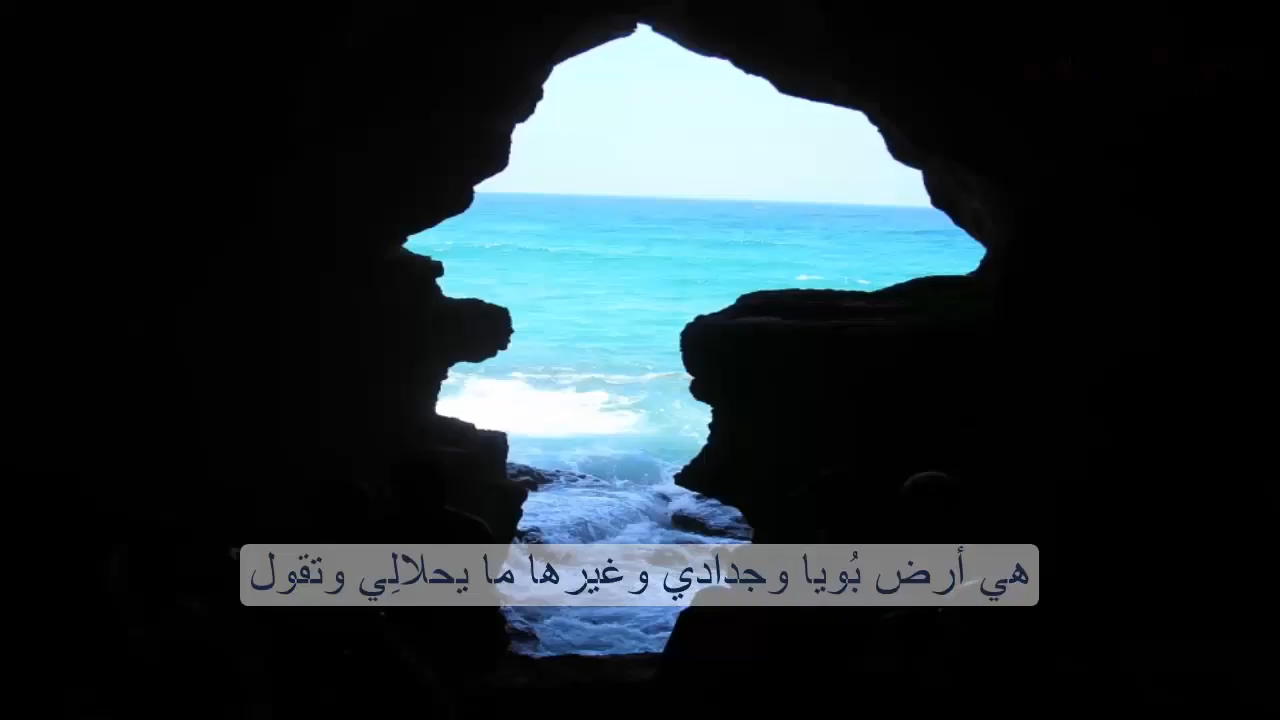 هي أرض بُويا وجدادي وغيرها ما يحلالِي وتقول